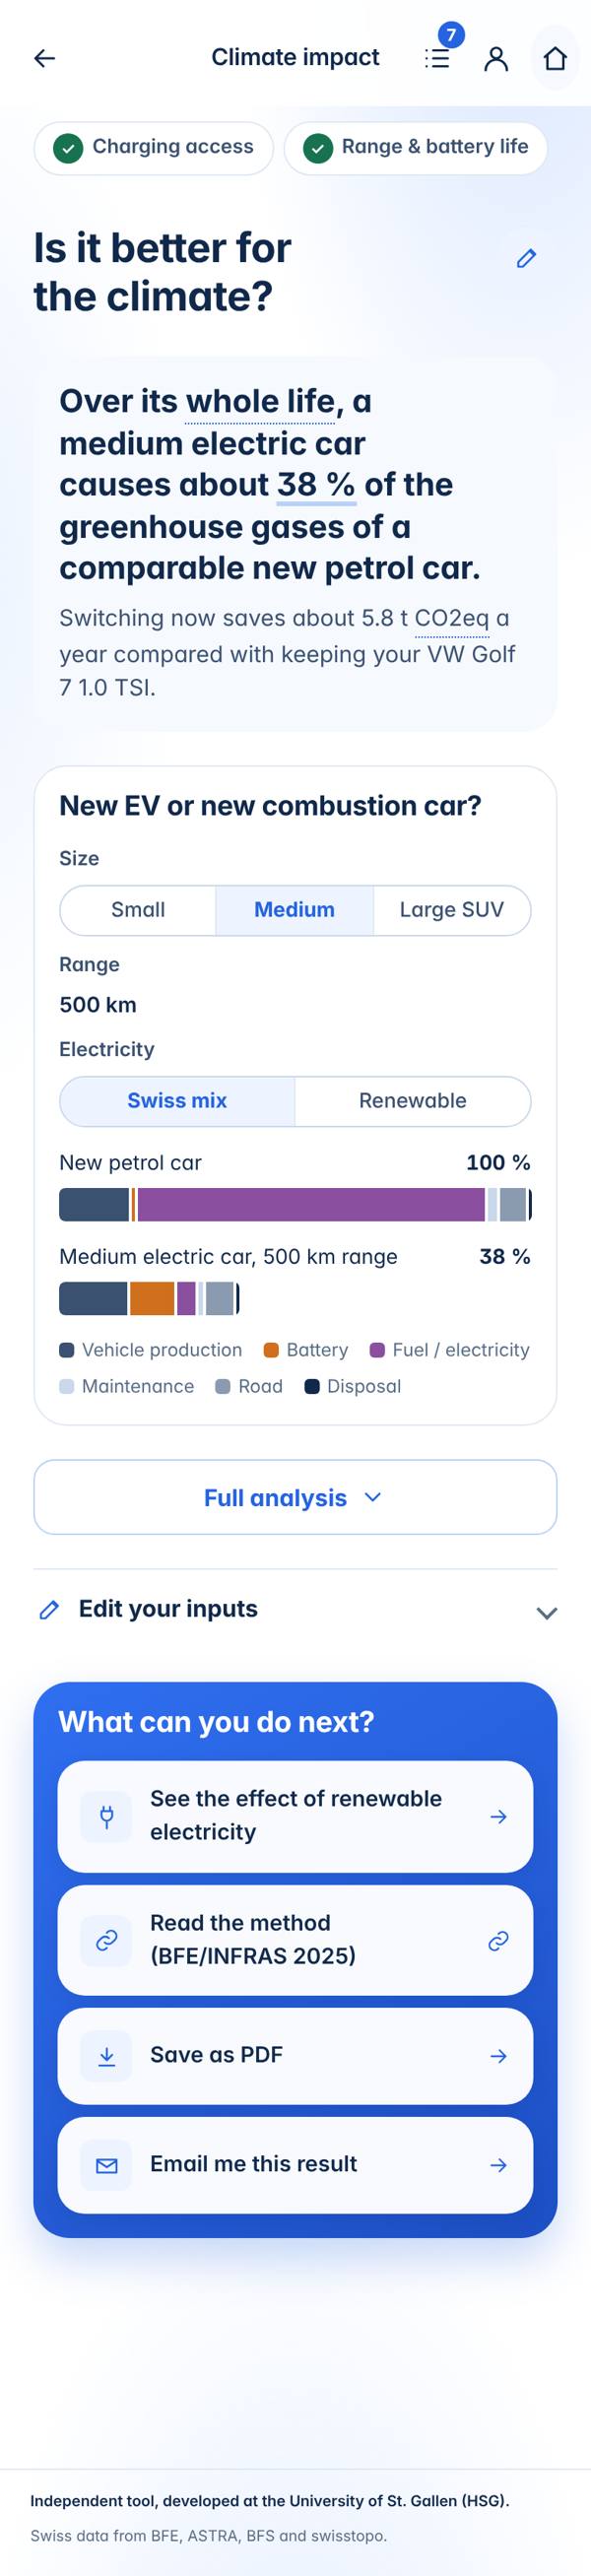 Climate impact
7
Charging access
Range & battery life
Is it better for
the climate?
Over its whole life, a
medium electric car
causes about 38 % of the
greenhouse gases of a
comparable new petrol car.
Switching now saves about 5.8 t CO2eq a
year compared with keeping your VW Golf
7 1.0 TSI.
New EV or new combustion car?
Size
Small Medium Large SUV
Range
500 km
Electricity
Swiss mix Renewable
New petrol car 100 %
Medium electric car, 500 km range 38 %
Vehicle production Battery Fuel / electricity
Maintenance Road Disposal
Full analysis
Edit your inputs
What can you do next?
See the effect of renewable
electricity
Read the method
(BFE/INFRAS 2025)
Save as PDF
Email me this result
Independent tool, developed at the University of St. Gallen (HSG).
Swiss data from BFE, ASTRA, BFS and swisstopo.